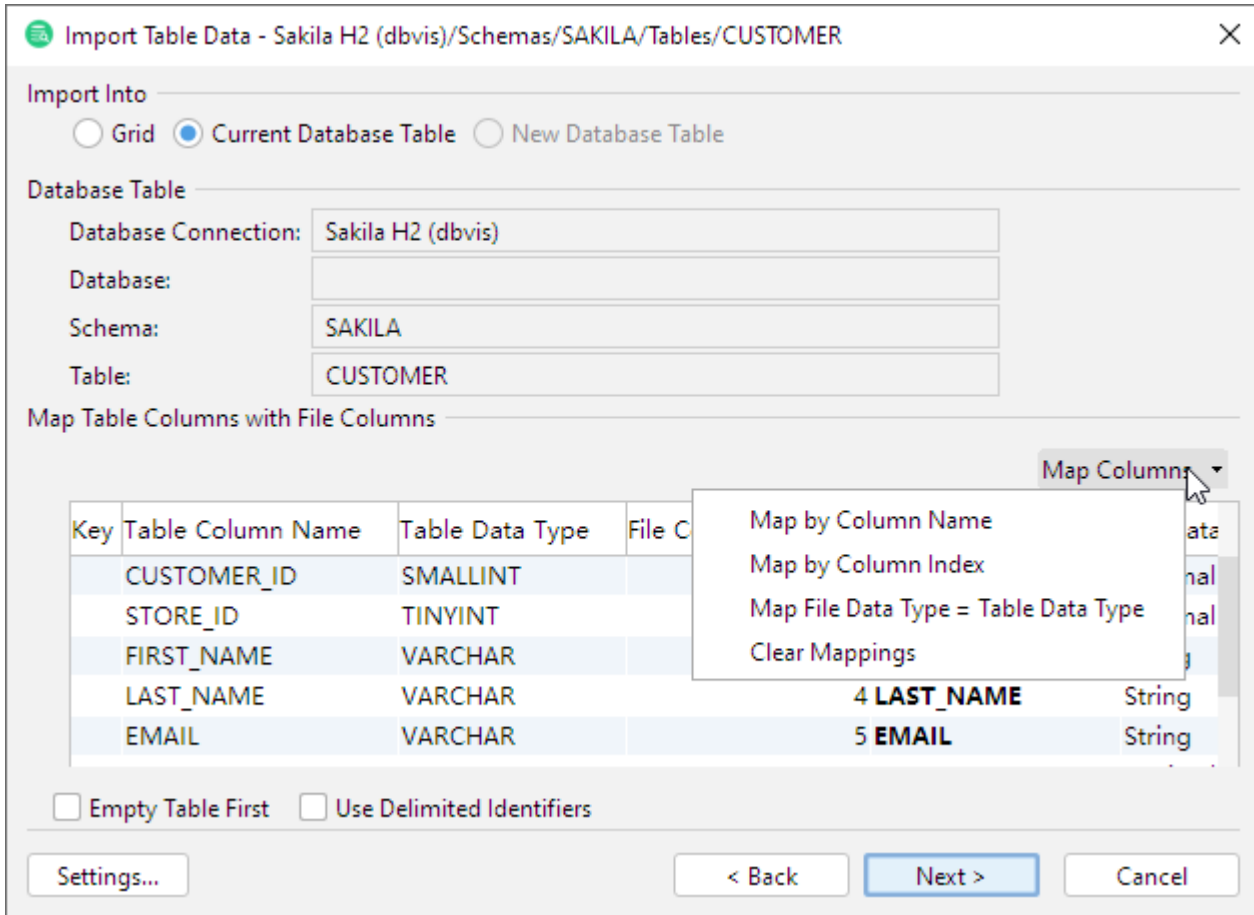 Import Table Data - Sakila H2 (dbvis)/Schemas/SAKILA/Tables/CUSTOMER
Import Into
Grid Current Database Table New Database Table
Database Table
Database Connection: Sakila H2 (dbvis)
Database:
Schema: SAKILA
Table: CUSTOMER
Map Table Columns with File Columns
Map Columns
Map by Column Name
Map by Column Index
Map File Data Type = Table Data Type
Clear Mappings
Key Table Column Name Table Data Type File
CUSTOMER_ID SMALLINT
STORE_ID TINYINT
FIRST_NAME VARCHAR
LAST_NAME VARCHAR 4 LAST_NAME String
EMAIL VARCHAR 5 EMAIL String
Empty Table First Use Delimited Identifiers
Settings... < Back Next > Cancel